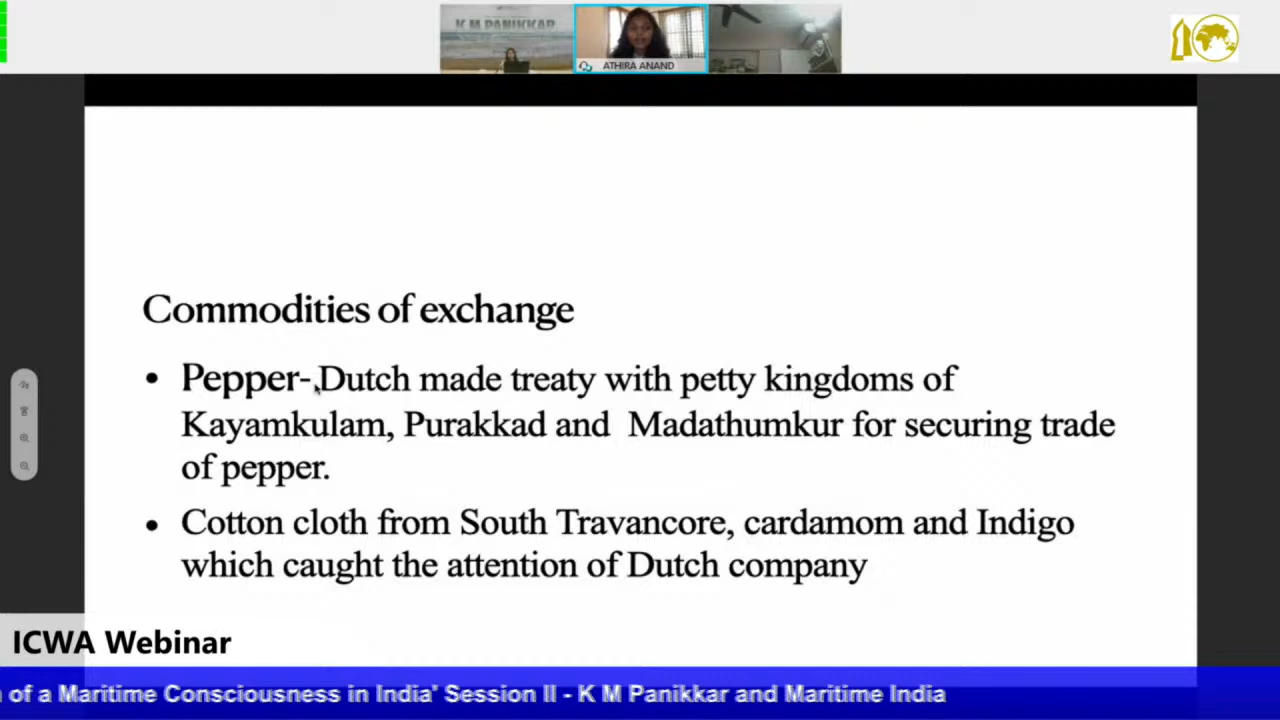 K M PANIKKAR
ATHIRA ANAND
Commodities of exchange
• Pepper- Dutch made treaty with petty kingdoms of
Kayamkulam, Purakkad and Madathumkur for securing trade
of pepper.
• Cotton cloth from South Travancore, cardamom and Indigo
which caught the attention of Dutch company
ICWA Webinar
of a Maritime Consciousness in India' Session II - K M Panikkar and Maritime India